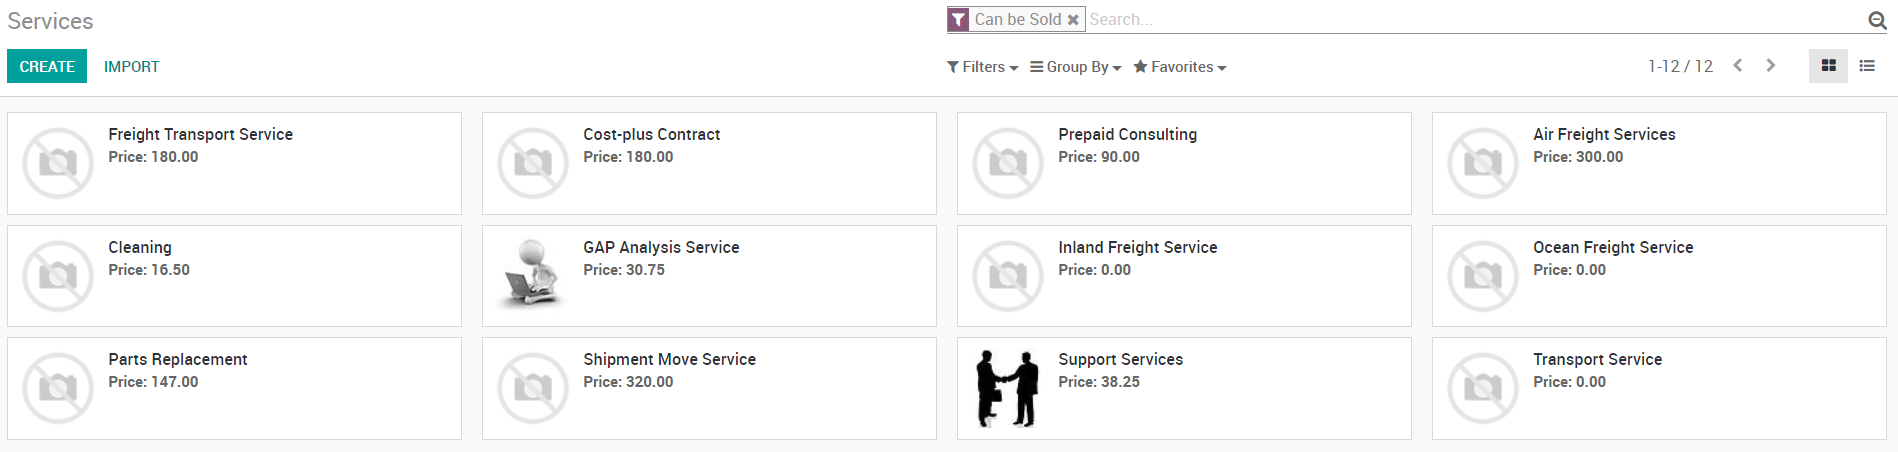 Services
Can be Sold Search...
CREATE IMPORT
Filters Group By Favorites
1-12 / 12
Freight Transport Service
Price: 180.00
Cost-plus Contract
Price: 180.00
Prepaid Consulting
Price: 90.00
Air Freight Services
Price: 300.00
Cleaning
Price: 16.50
GAP Analysis Service
Price: 30.75
Inland Freight Service
Price: 0.00
Ocean Freight Service
Price: 0.00
Parts Replacement
Price: 147.00
Shipment Move Service
Price: 320.00
Support Services
Price: 38.25
Transport Service
Price: 0.00